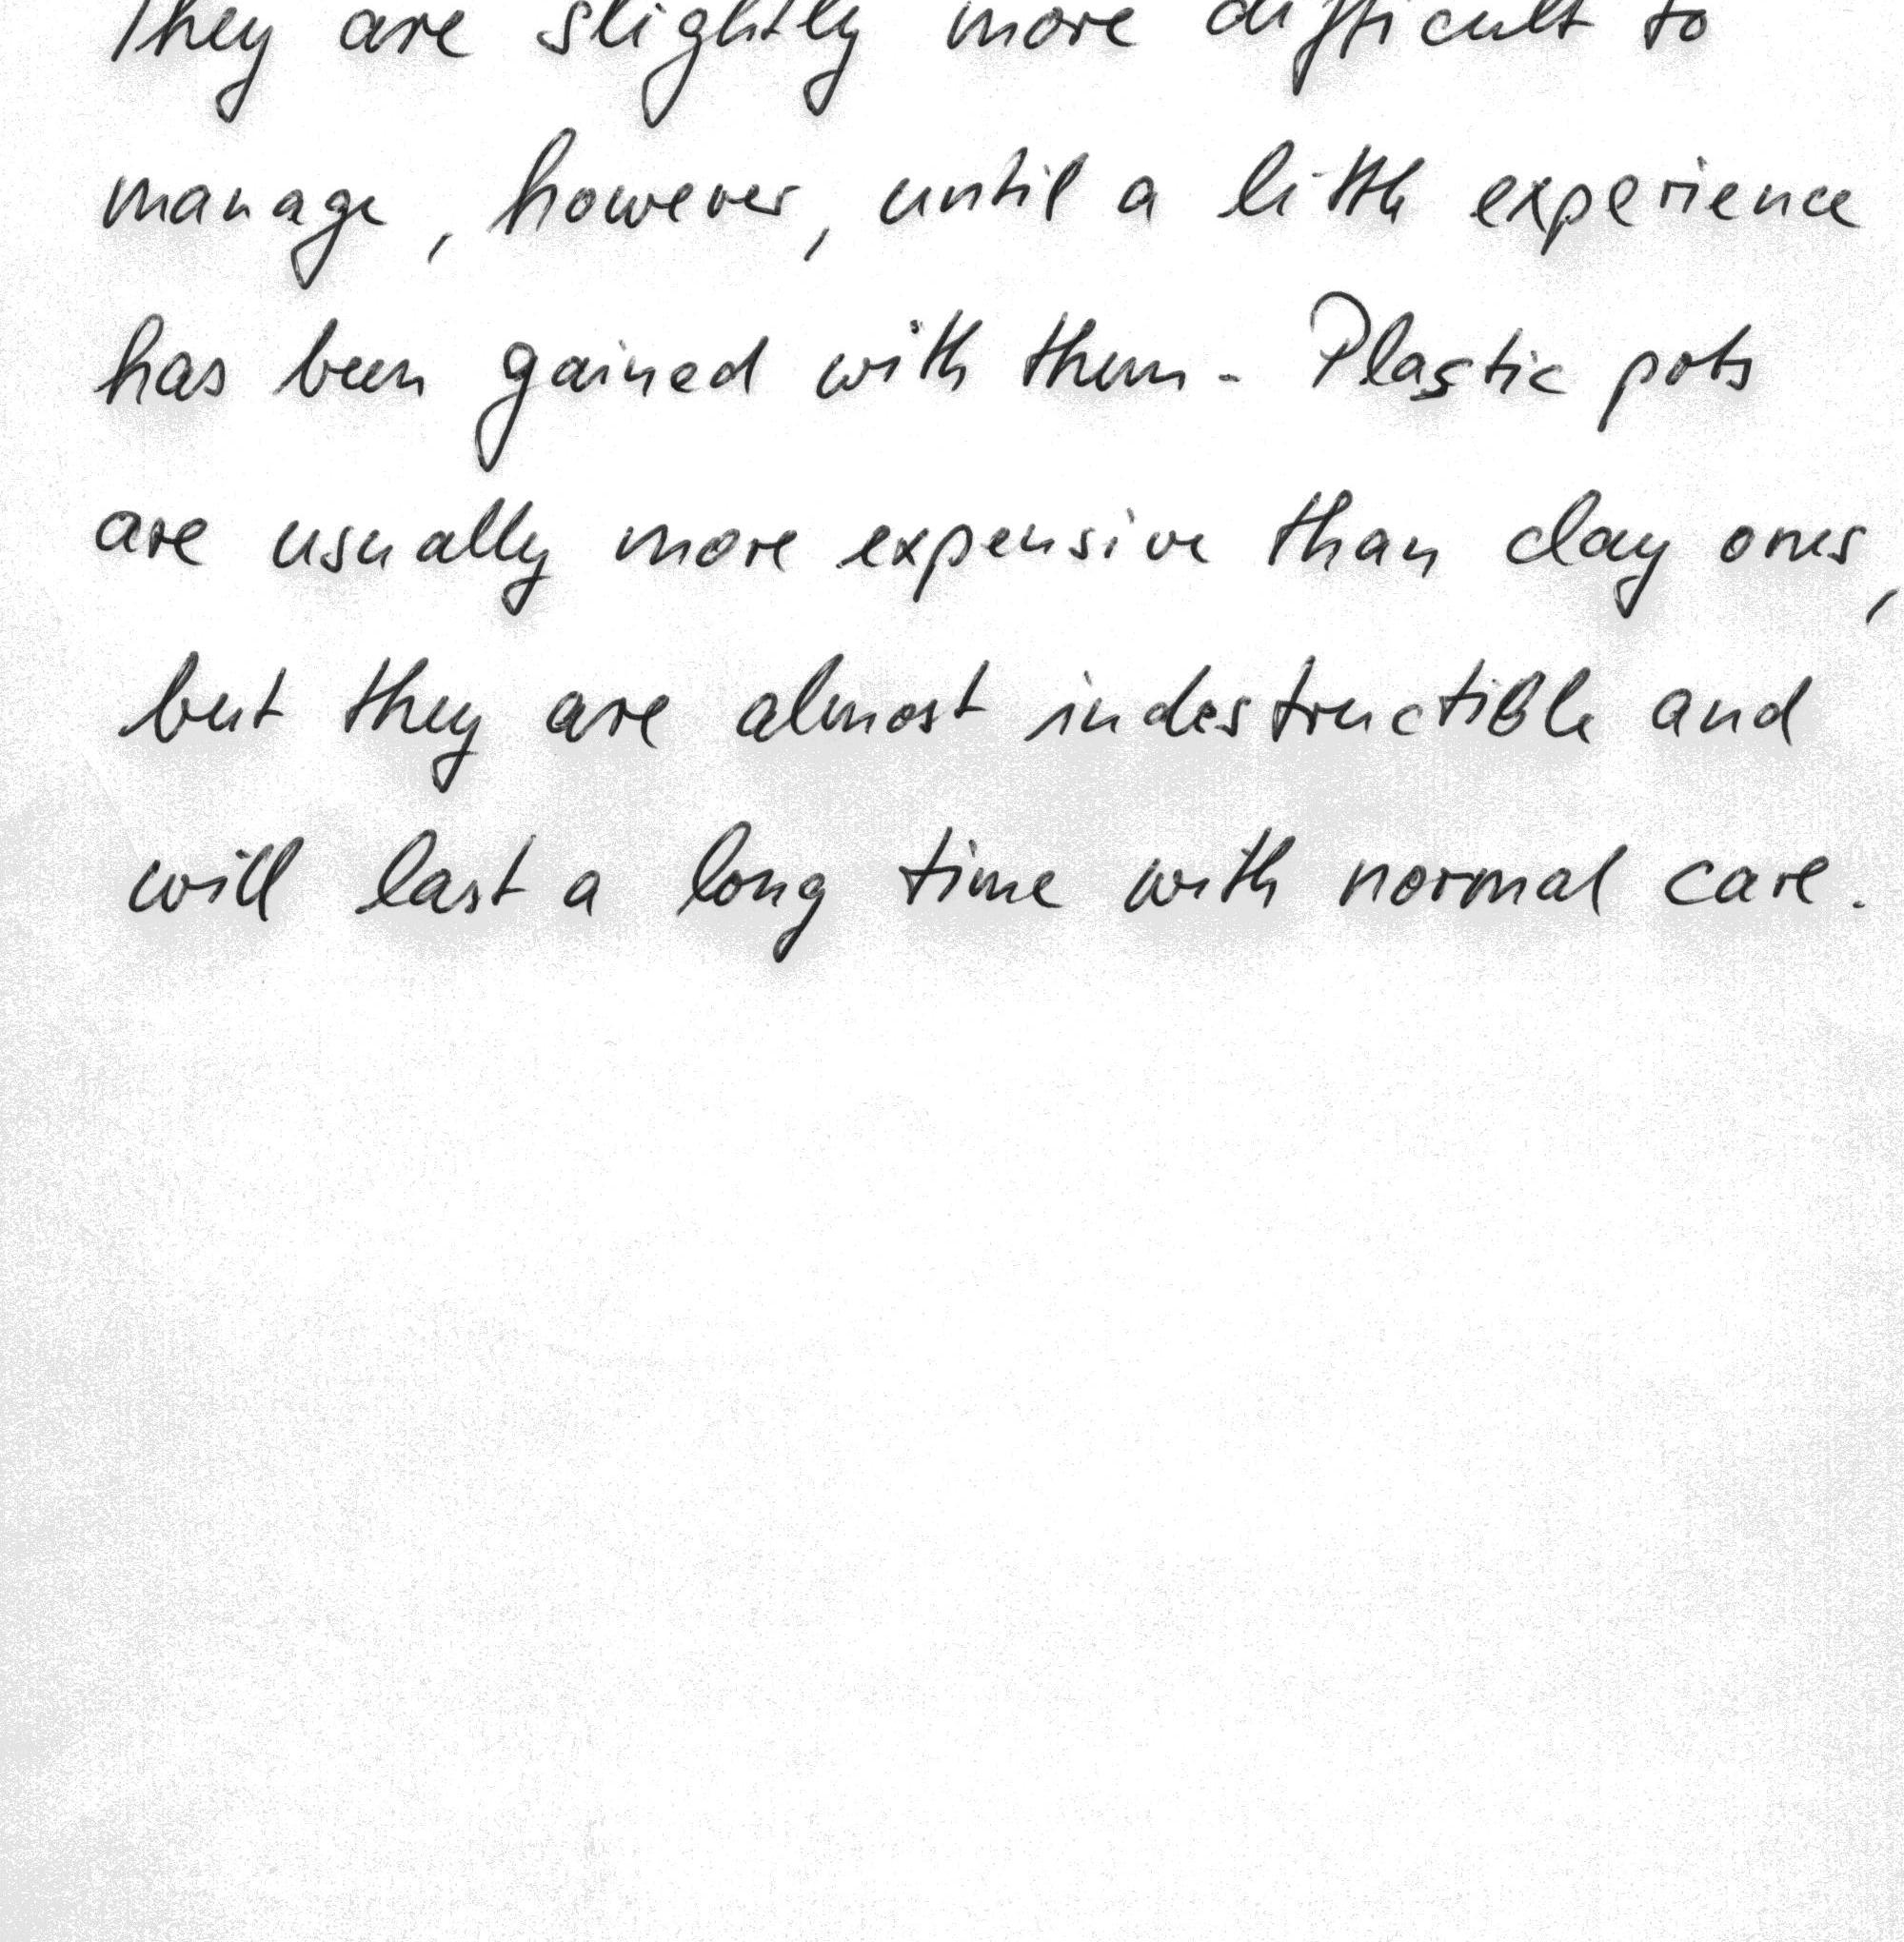 They are slightly more difficult to
manage, however, until a little experience
has been gained with them. Plastic pots
are usually more expensive than clay ones,
but they are almost indestructible and
will last a long time with normal care.